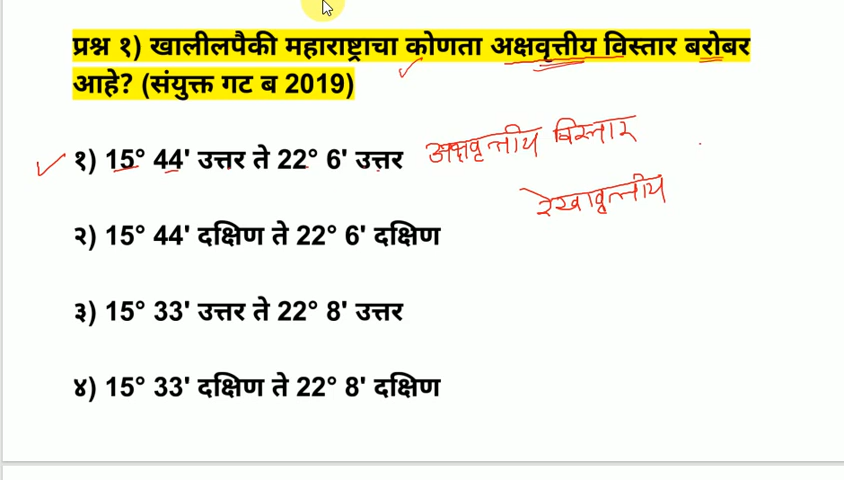 प्रश्न १) खालीलपैकी महाराष्ट्राचा कोणता अक्षवृत्तीय विस्तार बरोबर
आहे? (संयुक्त गट ब 2019)
१) 15° 44' उत्तर ते 22° 6' उत्तर
अक्षवृत्तीय विस्तार
रेखावृत्तीय
२) 15° 44' दक्षिण ते 22° 6' दक्षिण
३) 15° 33' उत्तर ते 22° 8' उत्तर
४) 15° 33' दक्षिण ते 22° 8' दक्षिण